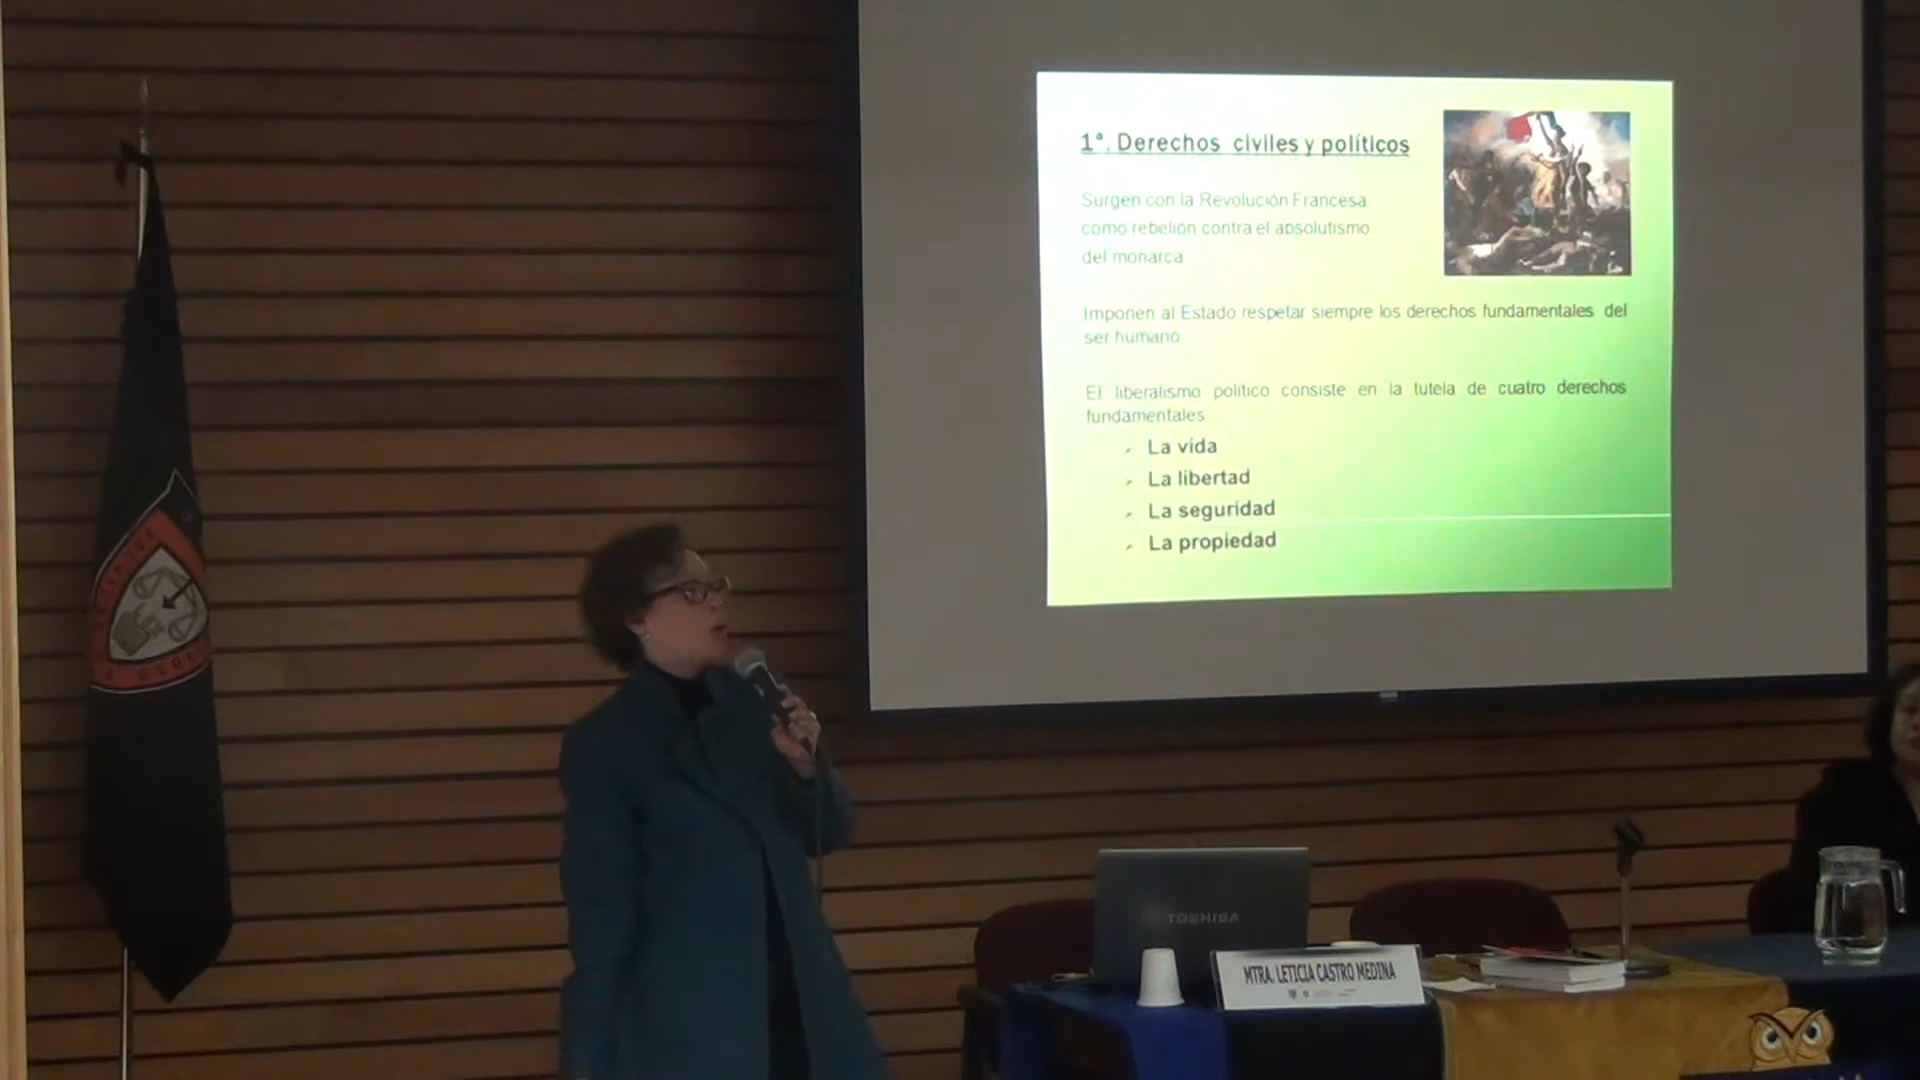 1ª. Derechos civiles y políticos
Surgen con la Revolución Francesa
como rebelión contra el absolutismo
del monarca
Imponen al Estado respetar siempre los derechos fundamentales del
ser humano
El liberalismo político consiste en la tutela de cuatro derechos
fundamentales
La vida
La libertad
La seguridad
La propiedad
TOSHIBA
MTRA. LETICIA CASTRO MEDINA